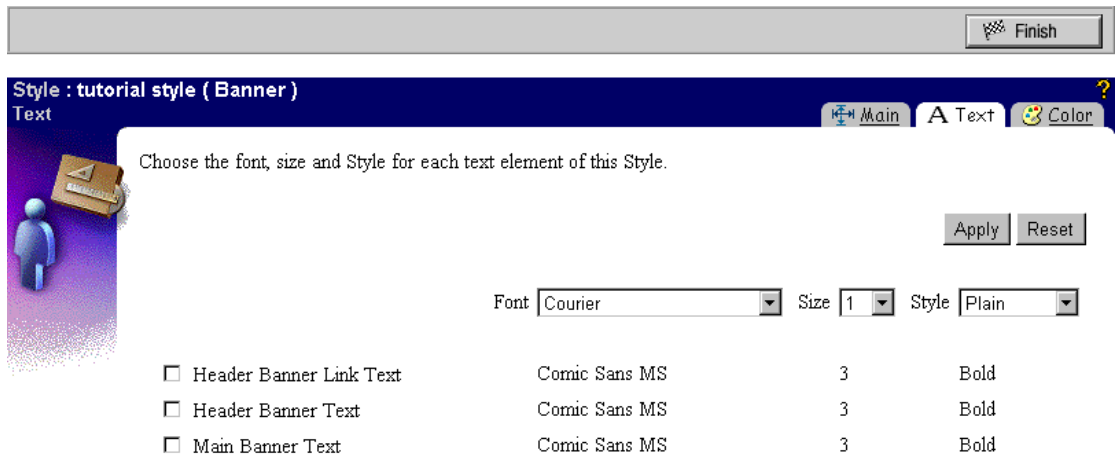 Finish
Style : tutorial style ( Banner ) ?
Text Main A Text Color
Choose the font, size and Style for each text element of this Style.
Apply Reset
Font Courier Size 1 Style Plain
Header Banner Link Text Comic Sans MS 3 Bold
Header Banner Text Comic Sans MS 3 Bold
Main Banner Text Comic Sans MS 3 Bold